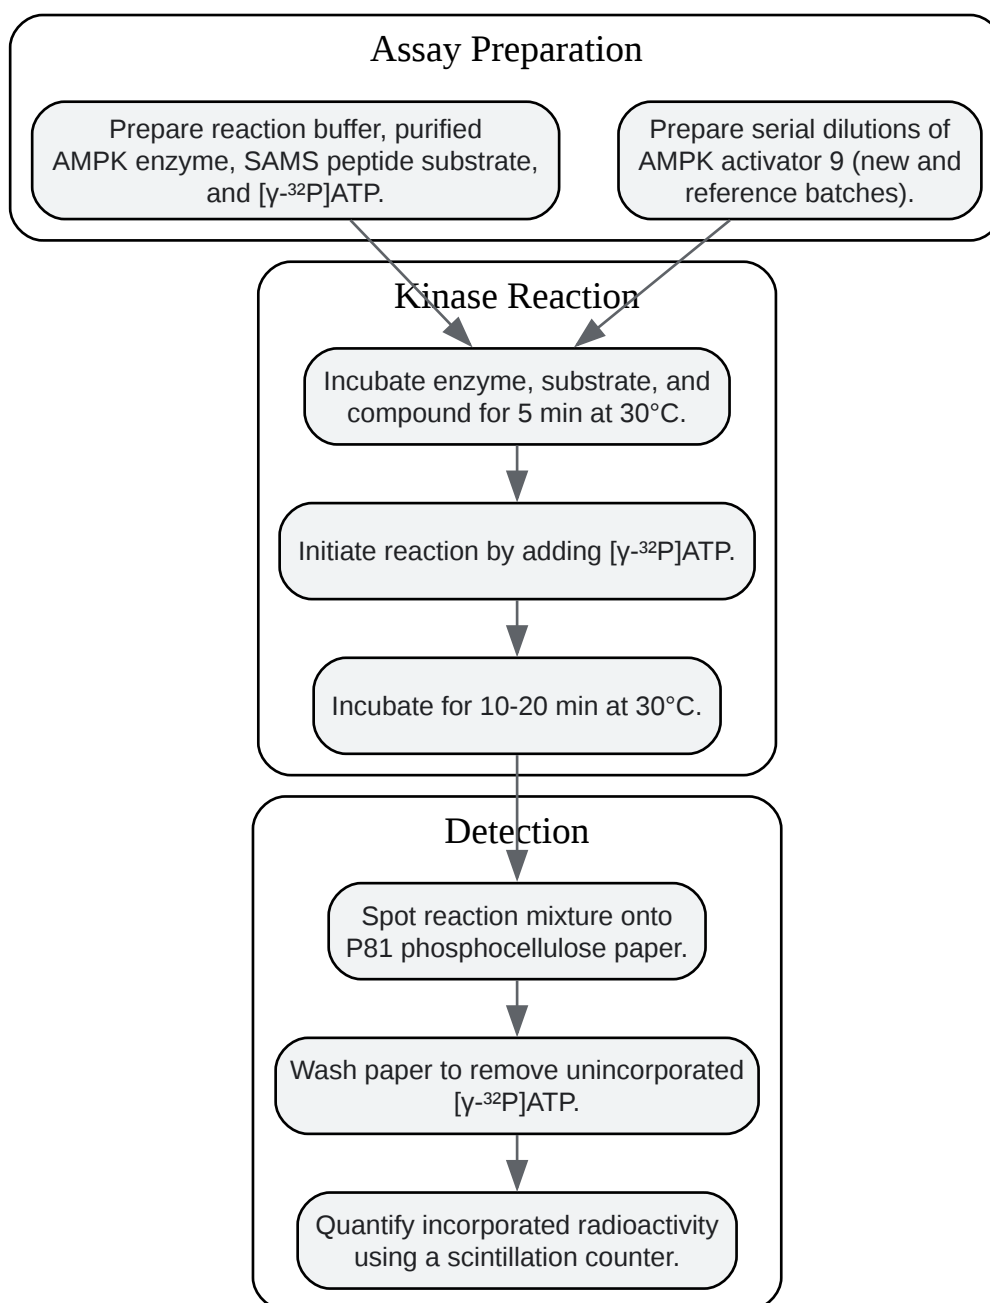 Assay Preparation
Prepare reaction buffer, purified
AMPK enzyme, SAMS peptide substrate,
and [γ-³²P]ATP.
Prepare serial dilutions of
AMPK activator 9 (new and
reference batches).
Kinase Reaction
Incubate enzyme, substrate, and
compound for 5 min at 30°C.
Initiate reaction by adding [γ-³²P]ATP.
Incubate for 10-20 min at 30°C.
Detection
Spot reaction mixture onto
P81 phosphocellulose paper.
Wash paper to remove unincorporated
[γ-³²P]ATP.
Quantify incorporated radioactivity
using a scintillation counter.